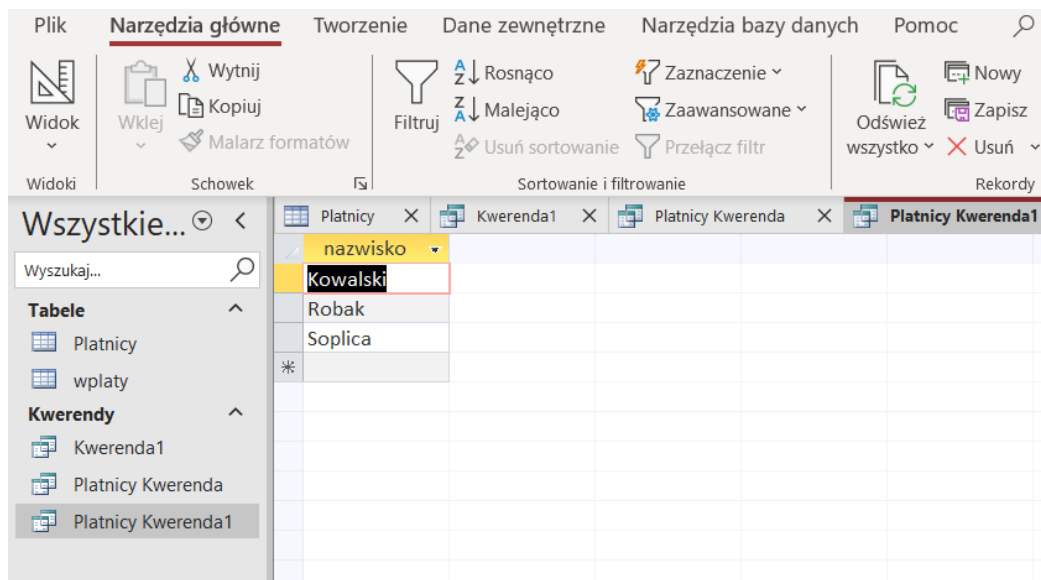 Plik Narzędzia główne Tworzenie Dane zewnętrzne Narzędzia bazy danych Pomoc
Widok
Wklej
Wytnij
Kopiuj
Malarz formatów
Filtruj
Rosnąco
Malejąco
Usuń sortowanie
Zaznaczenie
Zaawansowane
Przełącz filtr
Odśwież
wszystko
Nowy
Zapisz
Usuń
Widoki Schowek Sortowanie i filtrowanie Rekordy
Wszystkie...
Wyszukaj...
Tabele
Platnicy
wplaty
Kwerendy
Kwerenda1
Platnicy Kwerenda
Platnicy Kwerenda1
Platnicy Kwerenda1 Platnicy Kwerenda Platnicy Kwerenda1
nazwisko
Kowalski
Robak
Soplica